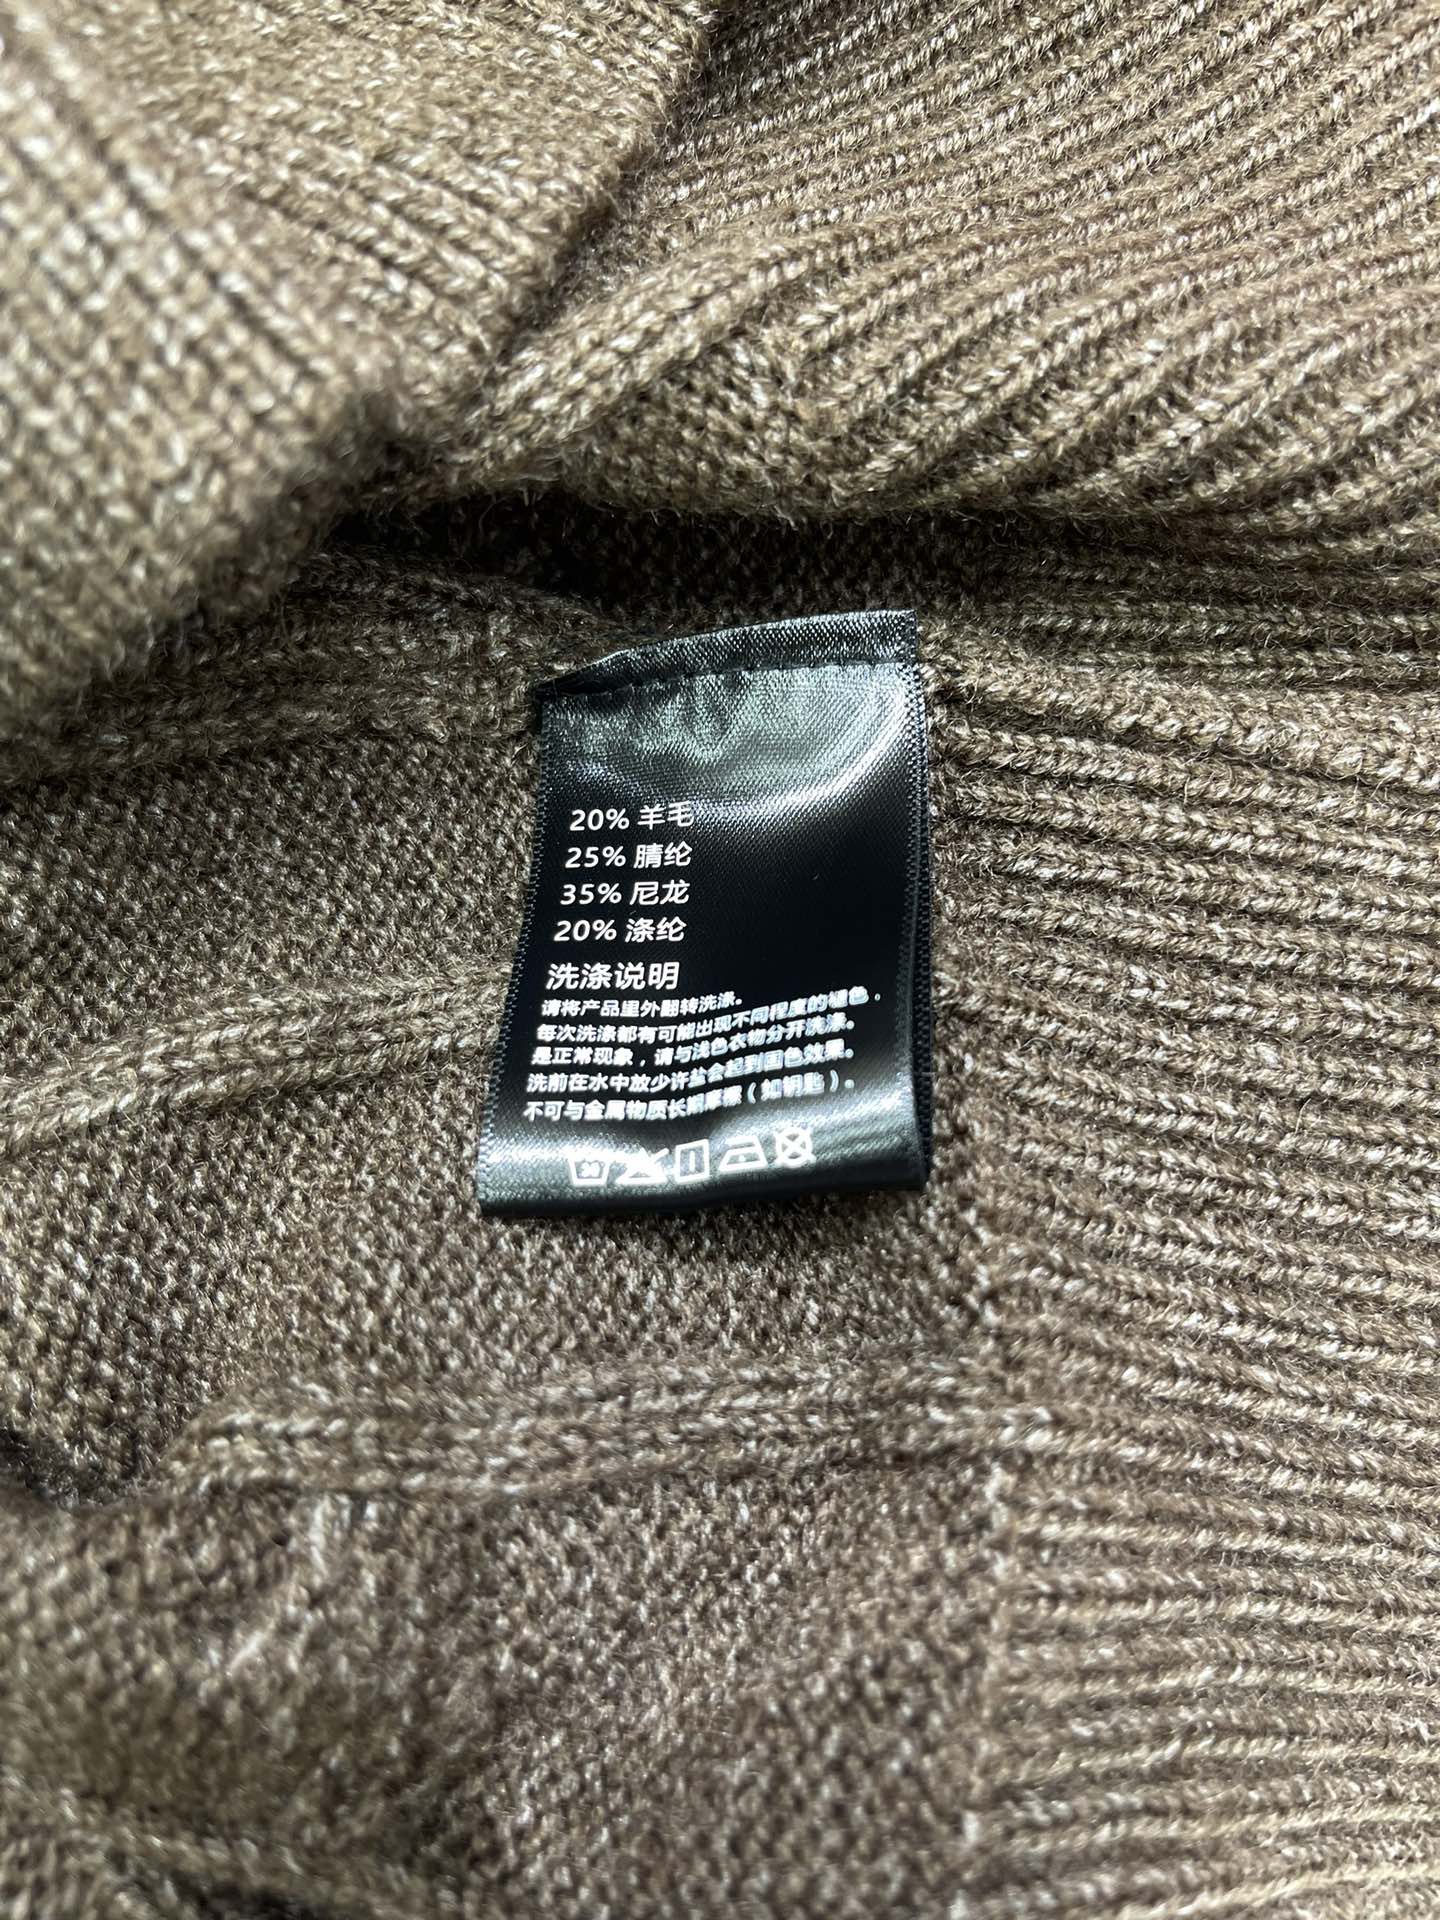 20% 羊毛
25% 腈纶
35% 尼龙
20% 涤纶
洗涤说明
请将产品里外翻转洗涤。
每次洗涤都有可能出现不同程度的褪色,
是正常现象,请与浅色衣物分开洗涤。
洗前在水中放少许盐会起到固色效果。
不可与金属物质长期摩擦(如钥匙)。